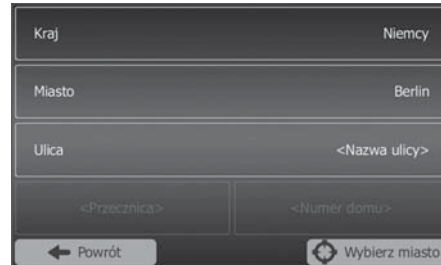 Kraj Niemcy
Miasto Berlin
Ulica <Nazwa ulicy>
<Przecznica> <Numer domu>
Powrót Wybierz miasto